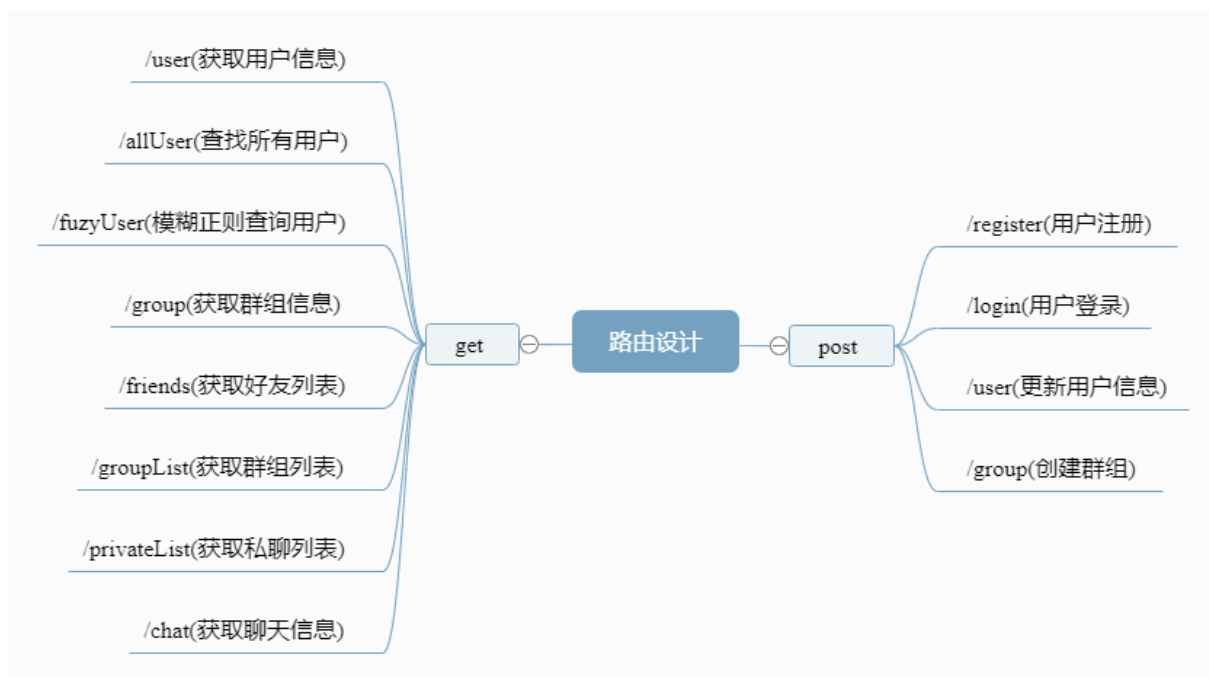 /user(获取用户信息)
/allUser(查找所有用户)
/fuzyUser(模糊正则查询用户)
/group(获取群组信息)
/friends(获取好友列表)
/groupList(获取群组列表)
/privateList(获取私聊列表)
/chat(获取聊天信息)
get
路由设计
post
/register(用户注册)
/login(用户登录)
/user(更新用户信息)
/group(创建群组)